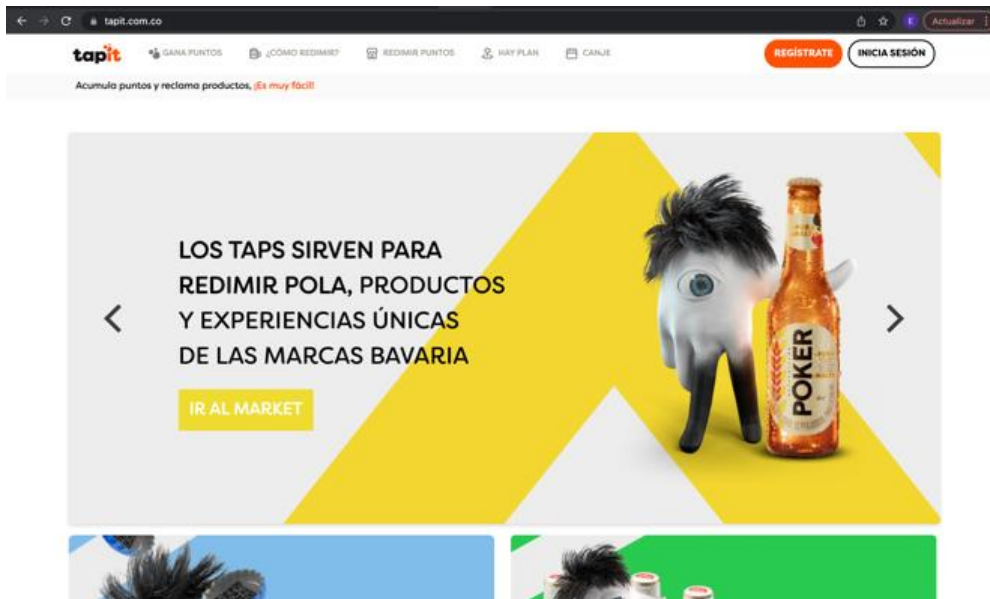 tapit.com.co
Actualizar
tapit
GANA PUNTOS
¿CÓMO REDIMIR?
REDIMIR PUNTOS
HAY PLAN
CANJE
REGÍSTRATE
INICIA SESIÓN
Acumula puntos y reclama productos, ¡Es muy fácil!
LOS TAPS SIRVEN PARA
REDIMIR POLA, PRODUCTOS
Y EXPERIENCIAS ÚNICAS
DE LAS MARCAS BAVARIA
IR AL MARKET
POKER